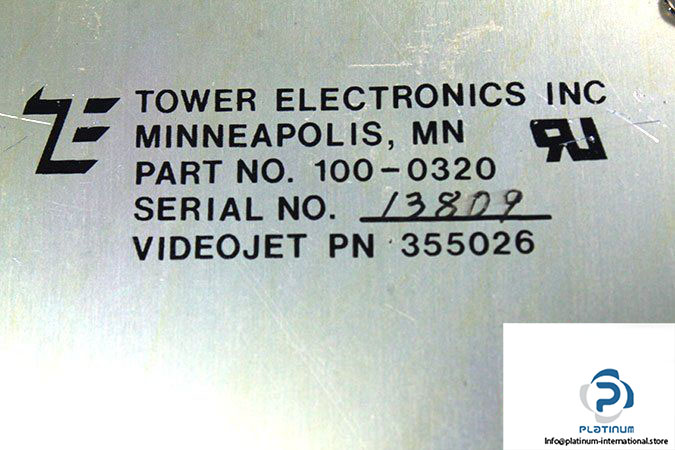 TOWER ELECTRONICS INC
MINNEAPOLIS, MN
PART NO. 100-0320
SERIAL NO. 13809
VIDEOJET PN 355026
PLATINUM
Info@platinum-international.store